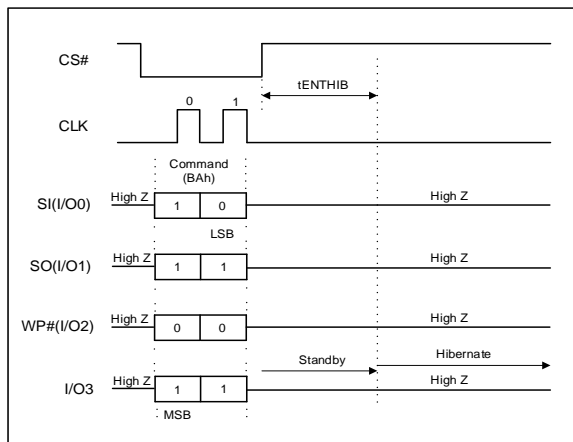 CS#
tENTHIB
0 1
CLK
Command
(BAh)
High Z High Z
SI(I/O0) 1 0
LSB
High Z High Z
SO(I/O1) 1 1
High Z High Z
WP#(I/O2) 0 0
Standby Hibernate
High Z High Z
I/O3 1 1
MSB